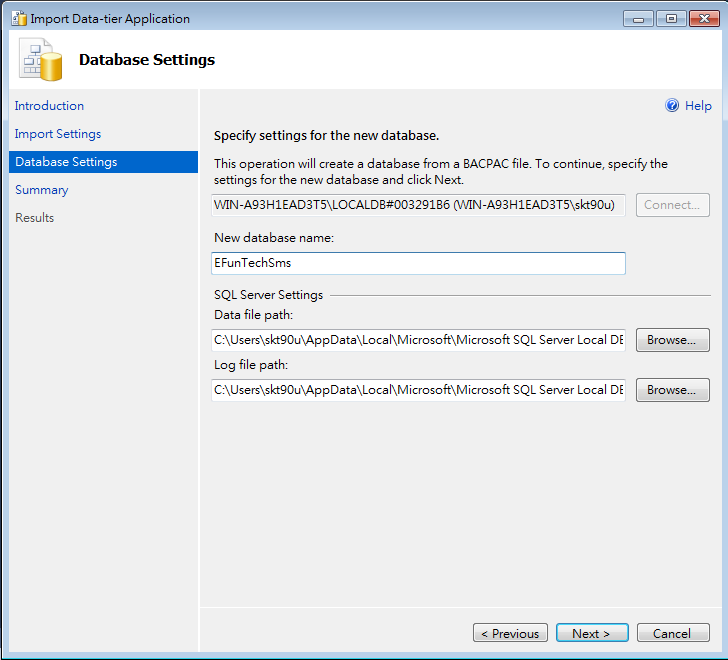 Import Data-tier Application
Database Settings
Introduction
Import Settings
Database Settings
Summary
Results
Help
Specify settings for the new database.
This operation will create a database from a BACPAC file. To continue, specify the
settings for the new database and click Next.
WIN-A93H1EAD3T5\LOCALDB#003291B6 (WIN-A93H1EAD3T5\skt90u)
Connect...
New database name:
EFunTechSms
SQL Server Settings
Data file path:
C:\Users\skt90u\AppData\Local\Microsoft\Microsoft SQL Server Local DE
Browse...
Log file path:
C:\Users\skt90u\AppData\Local\Microsoft\Microsoft SQL Server Local DE
Browse...
< Previous
Next >
Cancel